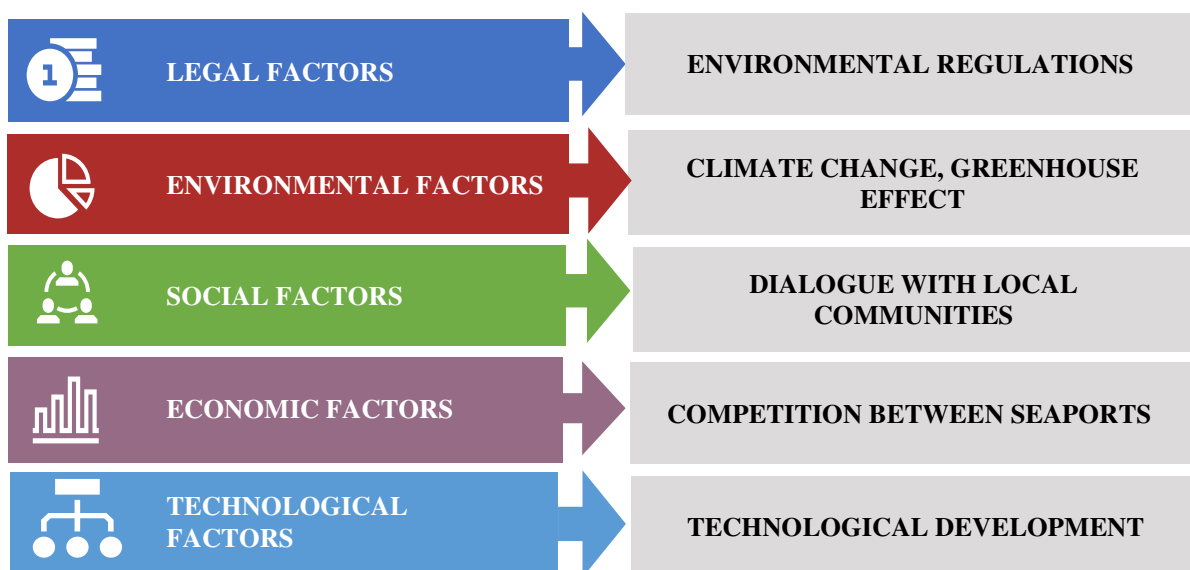 1
LEGAL FACTORS
ENVIRONMENTAL REGULATIONS
ENVIRONMENTAL FACTORS
CLIMATE CHANGE, GREENHOUSE
EFFECT
SOCIAL FACTORS
DIALOGUE WITH LOCAL
COMMUNITIES
ECONOMIC FACTORS
COMPETITION BETWEEN SEAPORTS
TECHNOLOGICAL
FACTORS
TECHNOLOGICAL DEVELOPMENT